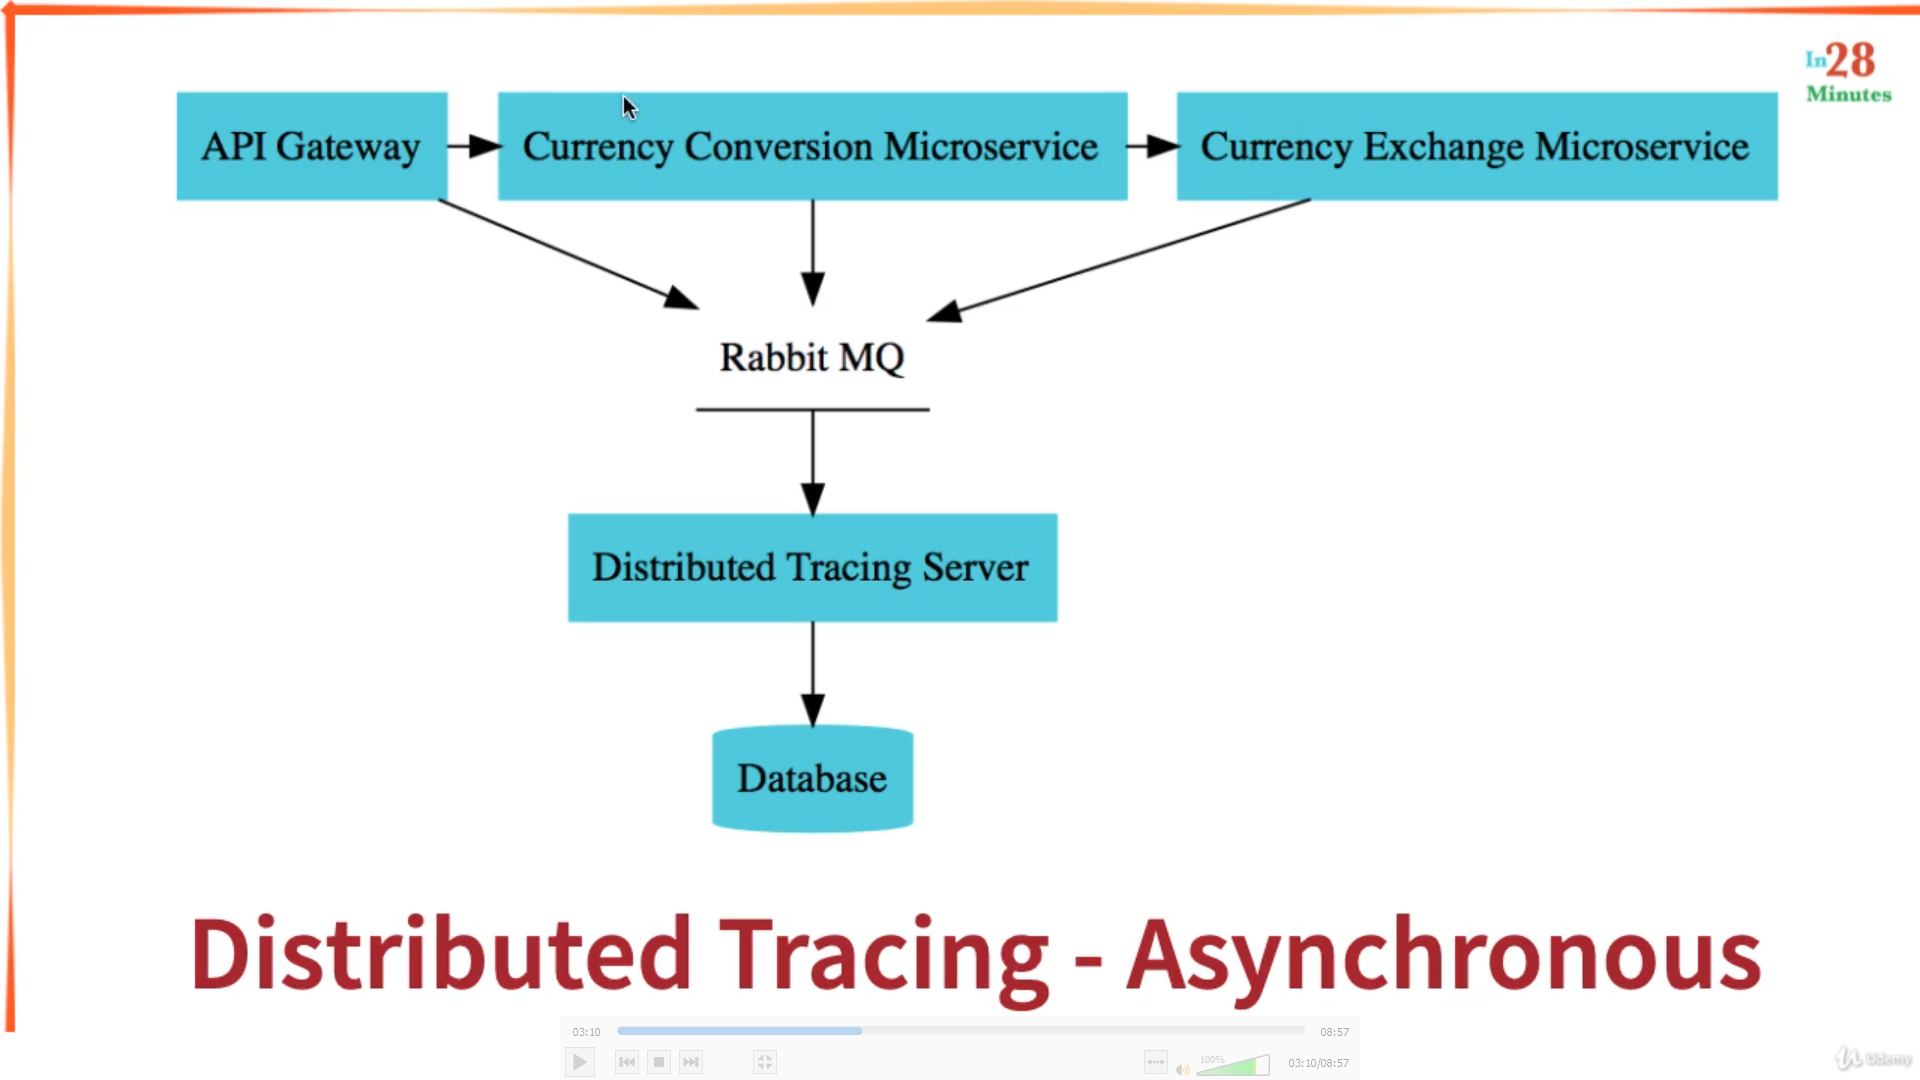 In28
Minutes
API Gateway
Currency Conversion Microservice
Currency Exchange Microservice
Rabbit MQ
Distributed Tracing Server
Database
Distributed Tracing - Asynchronous
03:10
08:57
100%
03:10/08:57
Udemy